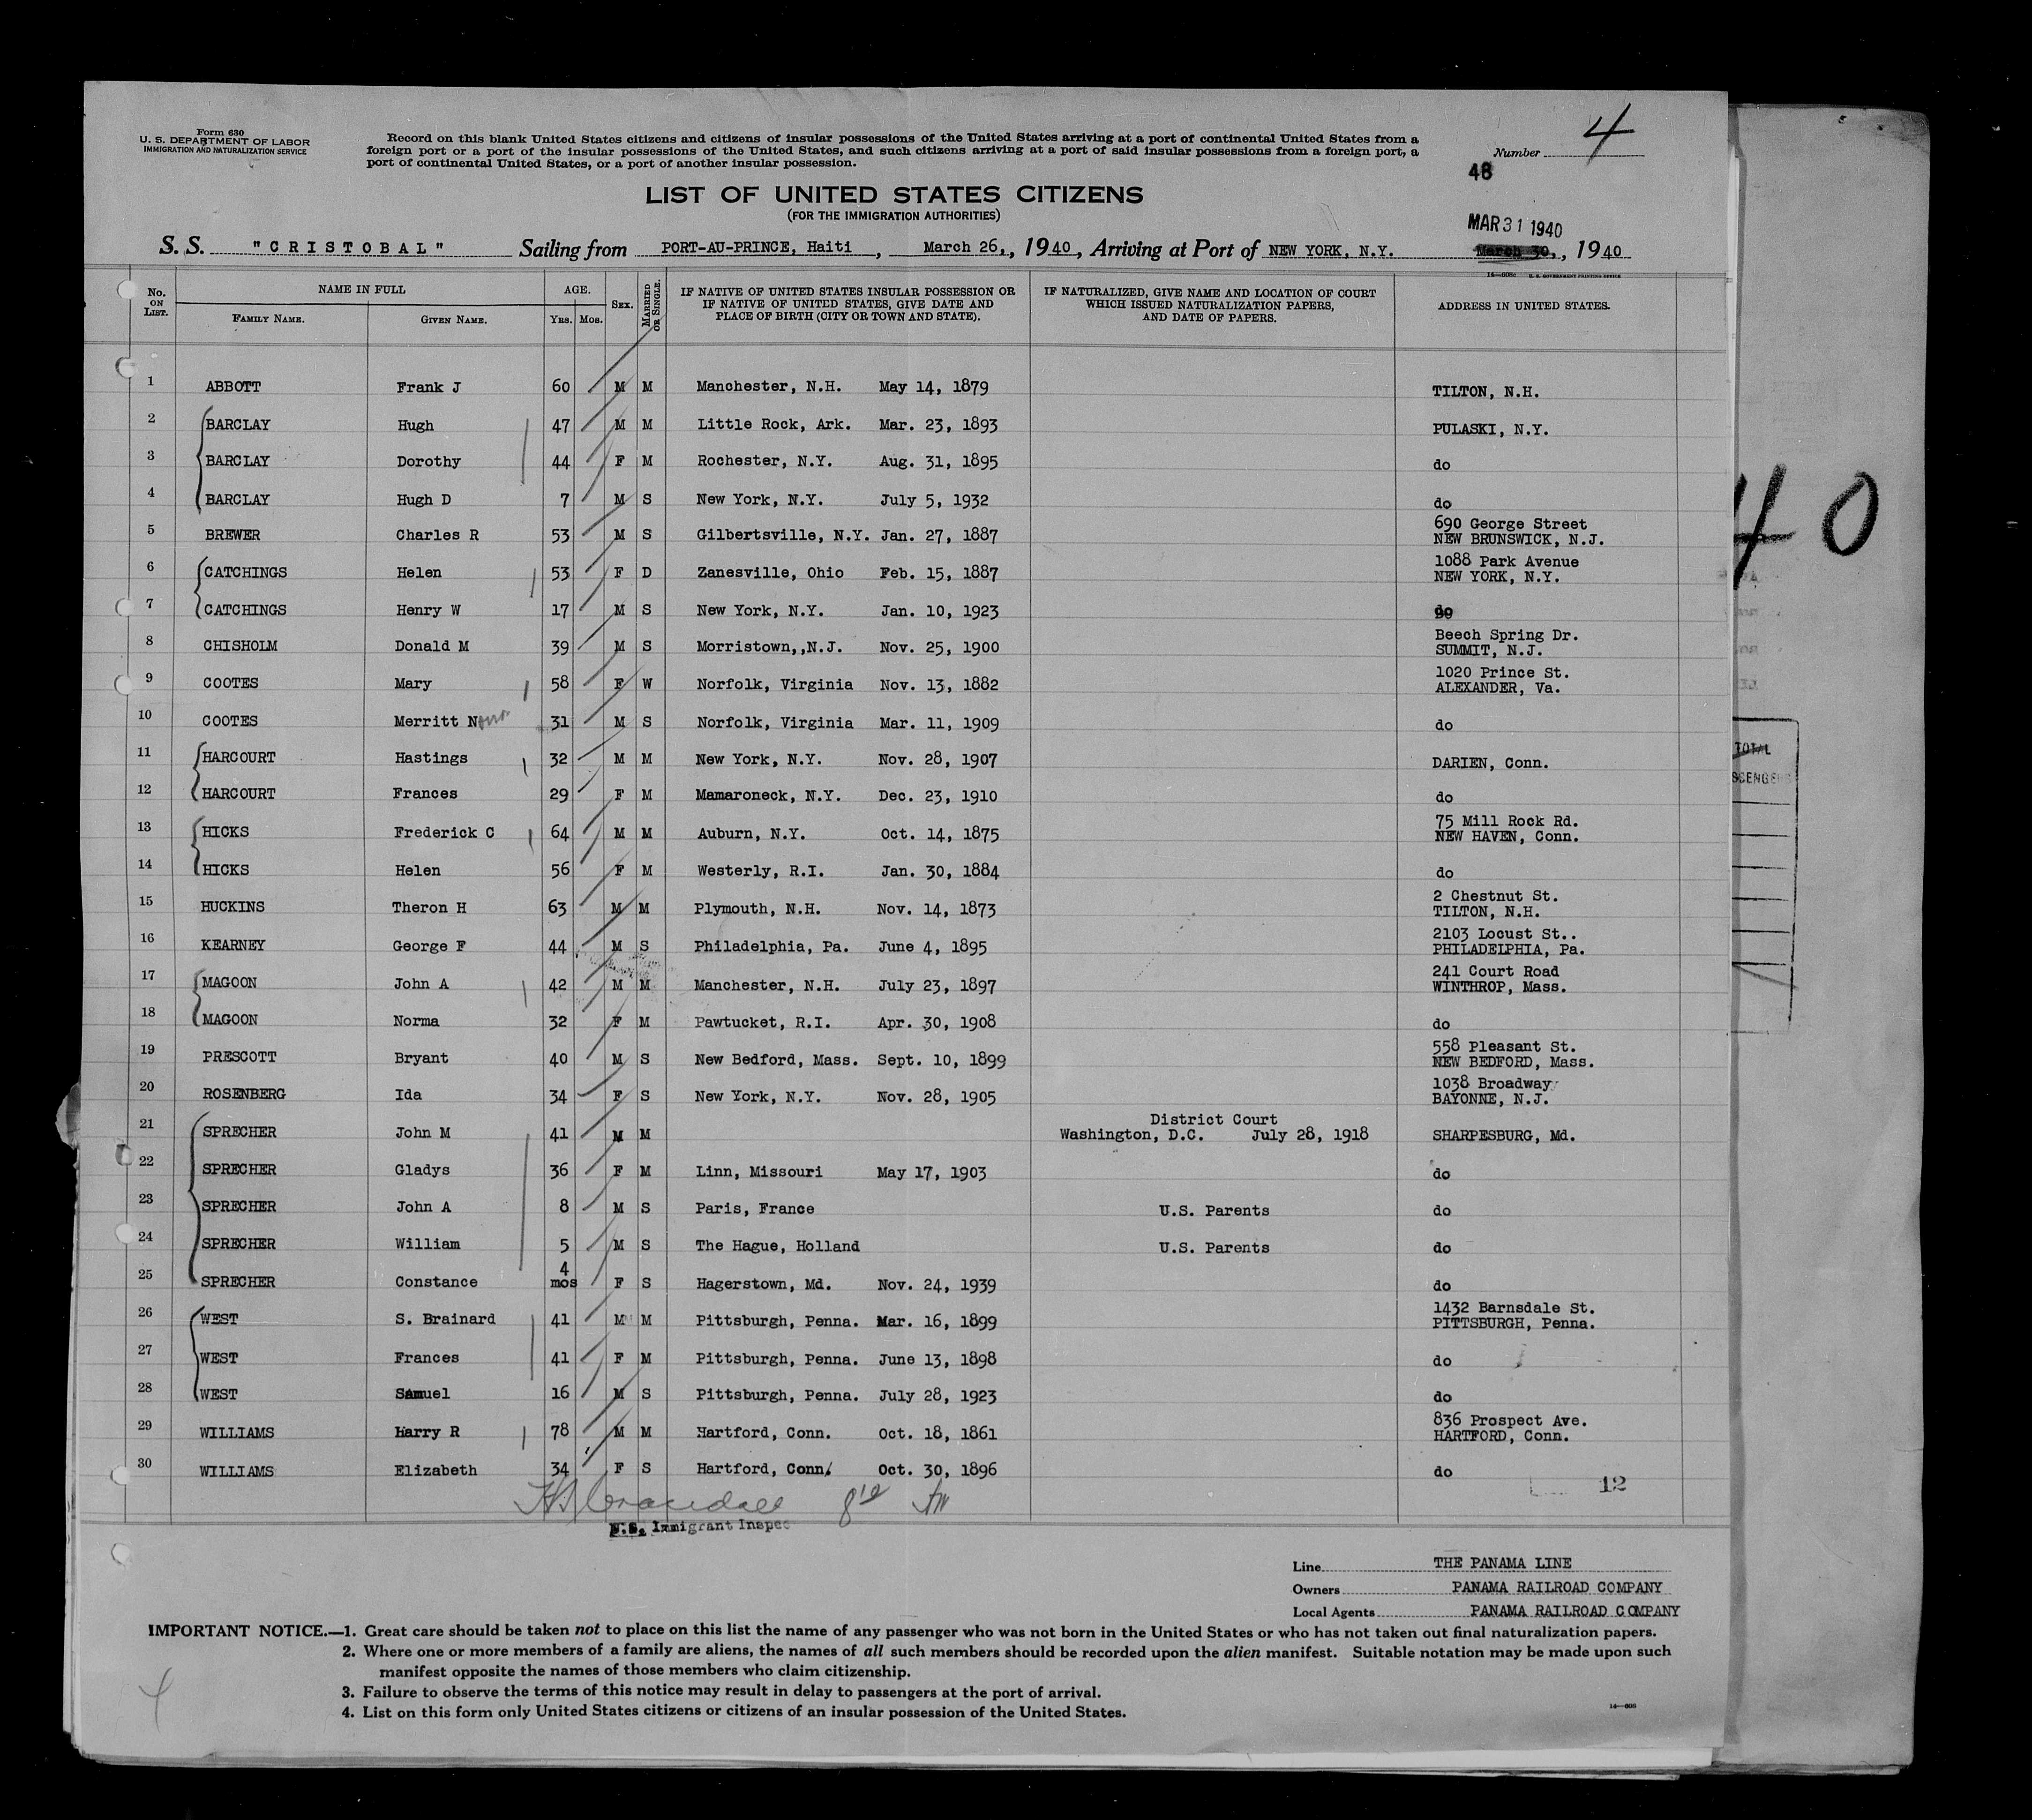 Form 630
U. S. DEPARTMENT OF LABOR
IMMIGRATION AND NATURALIZATION SERVICE
Record on this blank United States citizens and citizens of insular possessions of the United States arriving at a port of continental United States from a
foreign port or a port of the insular possessions of the United States, and such citizens arriving at a port of said insular possessions from a foreign port, a
port of continental United States, or a port of another insular possession.
Number 4
48
LIST OF UNITED STATES CITIZENS
(FOR THE IMMIGRATION AUTHORITIES)
MAR 31 1940
S. S. "CRISTOBAL" Sailing from PORT-AU-PRINCE, Haiti, March 26,, 1940, Arriving at Port of NEW YORK, N.Y. March 30,, 1940
No. ON LIST. NAME IN FULL FAMILY NAME. GIVEN NAME. AGE. YRS. MOS. SEX. MARRIED OR SINGLE. IF NATIVE OF UNITED STATES INSULAR POSSESSION OR IF NATIVE OF UNITED STATES, GIVE DATE AND PLACE OF BIRTH (CITY OR TOWN AND STATE). IF NATURALIZED, GIVE NAME AND LOCATION OF COURT WHICH ISSUED NATURALIZATION PAPERS, AND DATE OF PAPERS. ADDRESS IN UNITED STATES.
1 ABBOTT Frank J 60 M M Manchester, N.H. May 14, 1879 TILTON, N.H.
2 BARCLAY Hugh 47 M M Little Rock, Ark. Mar. 23, 1893 PULASKI, N.Y.
3 BARCLAY Dorothy 44 F M Rochester, N.Y. Aug. 31, 1895 do
4 BARCLAY Hugh D 7 M S New York, N.Y. July 5, 1932 do
5 BREWER Charles R 53 M S Gilbertsville, N.Y. Jan. 27, 1887 690 George Street NEW BRUNSWICK, N.J.
6 CATCHINGS Helen 53 F D Zanesville, Ohio Feb. 15, 1887 1088 Park Avenue NEW YORK, N.Y.
7 CATCHINGS Henry W 17 M S New York, N.Y. Jan. 10, 1923 do
8 CHISHOLM Donald M 39 M S Morristown,,N.J. Nov. 25, 1900 Beech Spring Dr. SUMMIT, N.J.
9 COOTES Mary 58 F W Norfolk, Virginia Nov. 13, 1882 1020 Prince St. ALEXANDER, Va.
10 COOTES Merritt N 31 M S Norfolk, Virginia Mar. 11, 1909 do
11 HARCOURT Hastings 32 M M New York, N.Y. Nov. 28, 1907 DARIEN, Conn.
12 HARCOURT Frances 29 F M Mamaroneck, N.Y. Dec. 23, 1910 do
13 HICKS Frederick C 64 M M Auburn, N.Y. Oct. 14, 1875 75 Mill Rock Rd. NEW HAVEN, Conn.
14 HICKS Helen 56 F M Westerly, R.I. Jan. 30, 1884 do
15 HUCKINS Theron H 63 M M Plymouth, N.H. Nov. 14, 1873 2 Chestnut St. TILTON, N.H.
16 KEARNEY George F 44 M S Philadelphia, Pa. June 4, 1895 2103 Locust St.. PHILADELPHIA, Pa.
17 MAGOON John A 42 M M Manchester, N.H. July 23, 1897 241 Court Road WINTHROP, Mass.
18 MAGOON Norma 32 F M Pawtucket, R.I. Apr. 30, 1908 do
19 PRESCOTT Bryant 40 M S New Bedford, Mass. Sept. 10, 1899 558 Pleasant St. NEW BEDFORD, Mass.
20 ROSENBERG Ida 34 F S New York, N.Y. Nov. 28, 1905 1038 Broadway BAYONNE, N.J.
21 SPRECHER John M 41 M M District Court Washington, D.C. July 28, 1918 SHARPESBURG, Md.
22 SPRECHER Gladys 36 F M Linn, Missouri May 17, 1903 do
23 SPRECHER John A 8 M S Paris, France U.S. Parents do
24 SPRECHER William 5 M S The Hague, Holland U.S. Parents do
25 SPRECHER Constance 4 mos F S Hagerstown, Md. Nov. 24, 1939 do
26 WEST S. Brainard 41 M M Pittsburgh, Penna. Mar. 16, 1899 1432 Barnsdale St. PITTSBURGH, Penna.
27 WEST Frances 41 F M Pittsburgh, Penna. June 13, 1898 do
28 WEST Samuel 16 M S Pittsburgh, Penna. July 28, 1923 do
29 WILLIAMS Harry R 78 M M Hartford, Conn. Oct. 18, 1861 836 Prospect Ave. HARTFORD, Conn.
30 WILLIAMS Elizabeth 34 F S Hartford, Conn. Oct. 30, 1896 do
12
U.S. Immigrant Inspec
Line THE PANAMA LINE
Owners PANAMA RAILROAD COMPANY
Local Agents PANAMA RAILROAD COMPANY
IMPORTANT NOTICE.—1. Great care should be taken not to place on this list the name of any passenger who was not born in the United States or who has not taken out final naturalization papers.
2. Where one or more members of a family are aliens, the names of all such members should be recorded upon the alien manifest. Suitable notation may be made upon such
manifest opposite the names of those members who claim citizenship.
3. Failure to observe the terms of this notice may result in delay to passengers at the port of arrival.
4. List on this form only United States citizens or citizens of an insular possession of the United States.
14—608
40
TOTAL